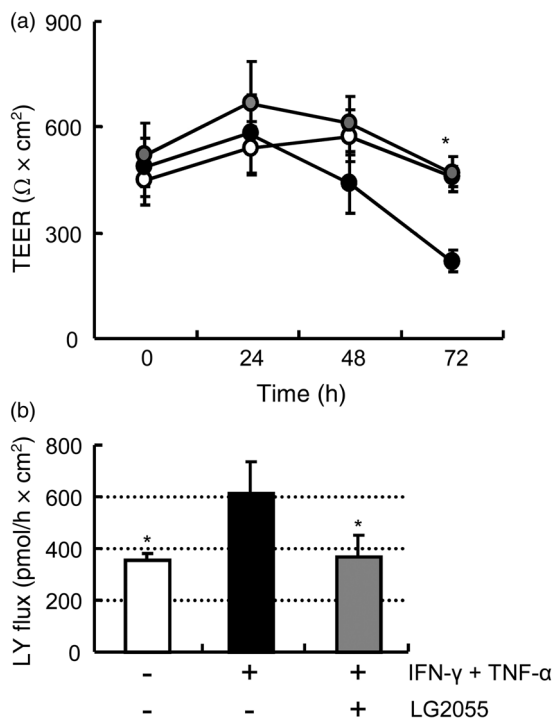 (a)
900
600
300
0
TEER (Ω × cm²)
*
0 24 48 72
Time (h)
(b)
800
600
400
200
0
LY flux (pmol/h × cm²)
* *
- + + IFN-γ + TNF-α
- - + LG2055